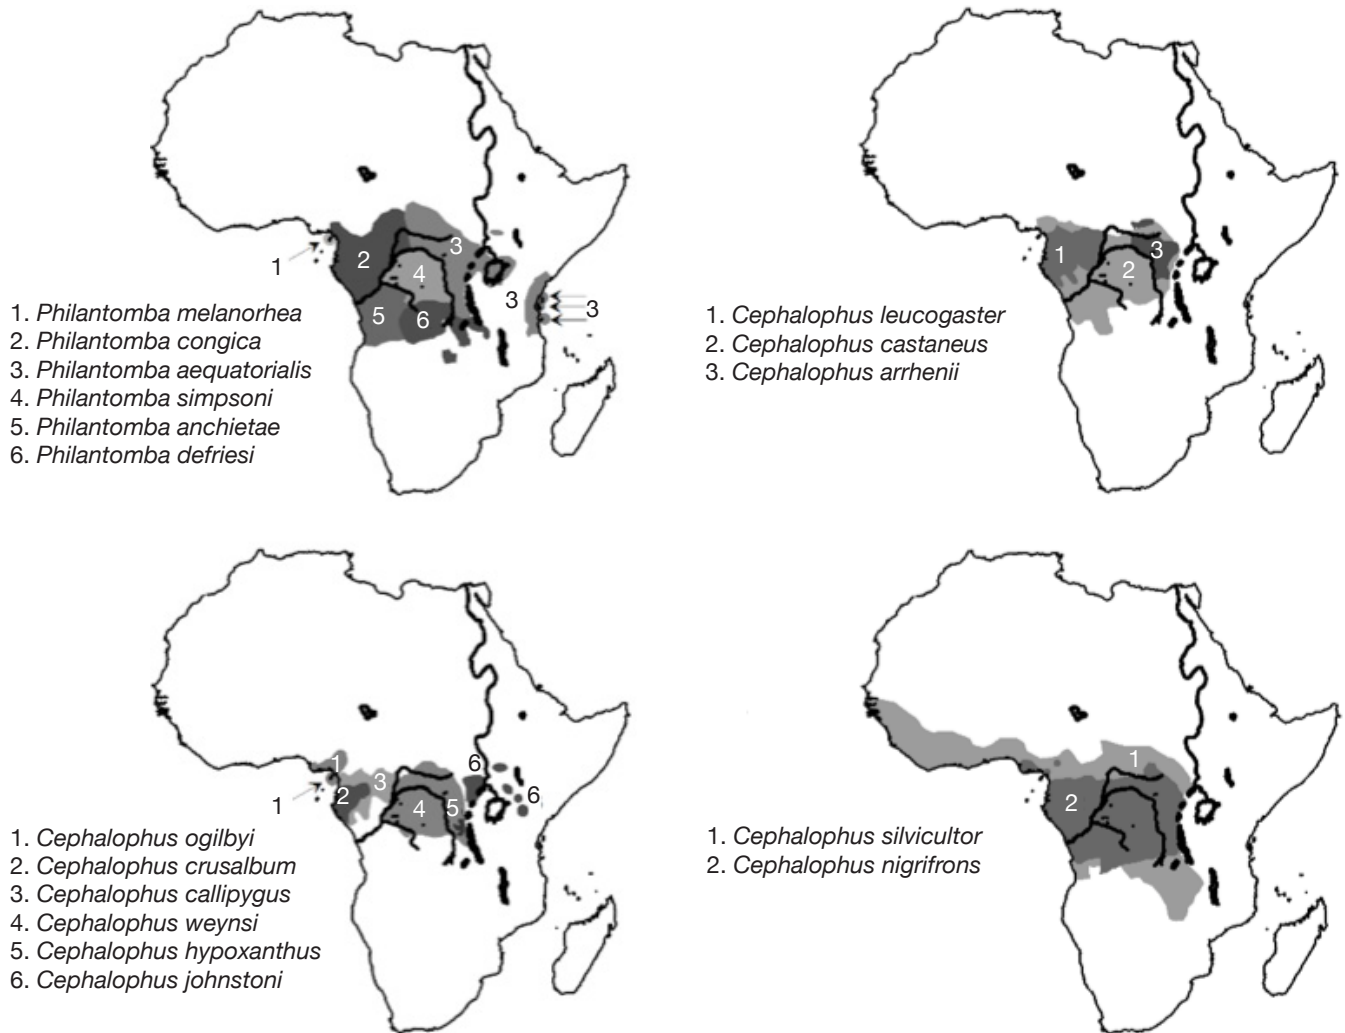 2
3
4
1
3
3
5
6
1. Philantomba melanorhea
2. Philantomba congica
3. Philantomba aequatorialis
4. Philantomba simpsoni
5. Philantomba anchietae
6. Philantomba defriesi
1
3
2
1. Cephalophus leucogaster
2. Cephalophus castaneus
3. Cephalophus arrhenii
1
6
3
2
6
1
4
5
1. Cephalophus ogilbyi
2. Cephalophus crusalbum
3. Cephalophus callipygus
4. Cephalophus weynsi
5. Cephalophus hypoxanthus
6. Cephalophus johnstoni
1
2
1. Cephalophus silvicultor
2. Cephalophus nigrifrons